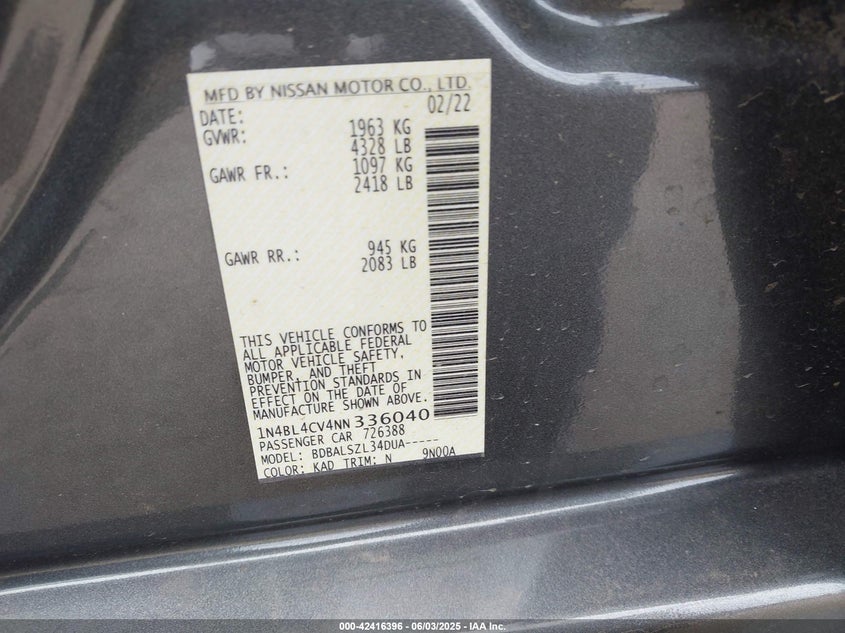 MFD BY NISSAN MOTOR CO., LTD.
DATE: 02/22
GVWR: 1963 KG
4328 LB
GAWR FR.: 1097 KG
2418 LB
GAWR RR.: 945 KG
2083 LB
THIS VEHICLE CONFORMS TO
ALL APPLICABLE FEDERAL
MOTOR VEHICLE SAFETY,
BUMPER, AND THEFT
PREVENTION STANDARDS IN
EFFECT ON THE DATE OF
MANUFACTURE SHOWN ABOVE.
1N4BL4CV4NN336040
PASSENGER CAR 726388
MODEL: BDBALSZL34DUA-----
COLOR: KAD TRIM: N 9N00A
000-42416396 - 06/03/2025 - IAA Inc.